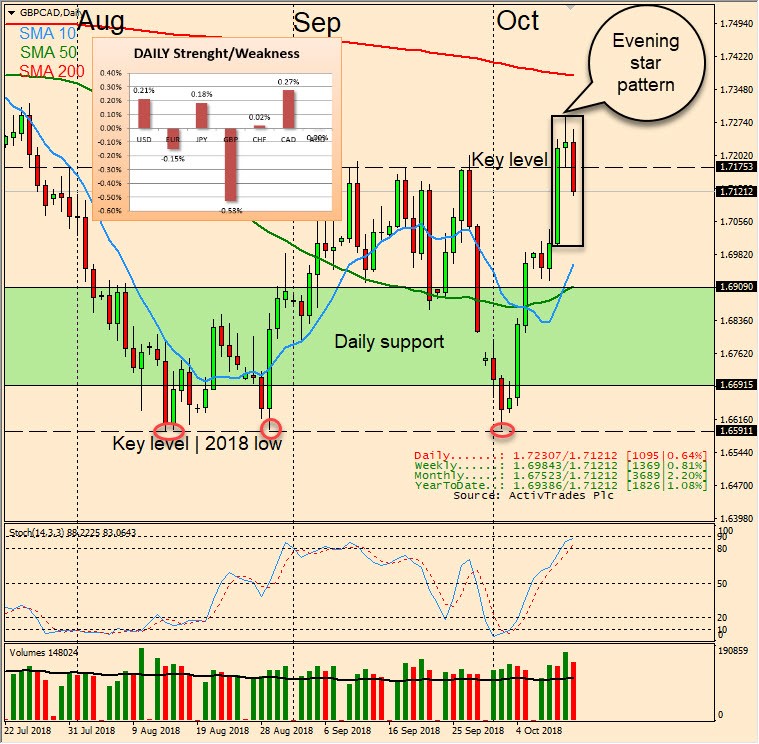 GBPCAD,Daily
SMA 10
SMA 50
SMA 200
Aug
Sep
Oct
Evening
star
pattern
DAILY Strenght/Weakness
0.40%
0.30%
0.20%
0.10%
0.00%
-0.10%
-0.20%
-0.30%
-0.40%
-0.50%
-0.60%
0.21%
-0.15%
0.18%
-0.53%
0.02%
0.27%
USD
EUR
JPY
GBP
CHF
CAD
Key level
Daily support
Key level | 2018 low
1.74940
1.74220
1.73480
1.72740
1.72020
1.71753
1.71212
1.70560
1.69820
1.69090
1.68360
1.67620
1.66915
1.66160
1.65911
1.65440
1.64700
1.63980
Daily......: 1.72307/1.71212 [1095|0.64%]
Weekly.....: 1.69843/1.71212 [1369|0.81%]
Monthly....: 1.67523/1.71212 [3689|2.20%]
YearToDate..: 1.69386/1.71212 [1826|1.08%]
Source: ActivTrades Plc
Stoch(14,3,3) 88.2225 83.0643
100
90
80
50
20
10
0
Volumes 148024
190859
0
22 Jul 2018 31 Jul 2018 9 Aug 2018 19 Aug 2018 28 Aug 2018 6 Sep 2018 16 Sep 2018 25 Sep 2018 4 Oct 2018